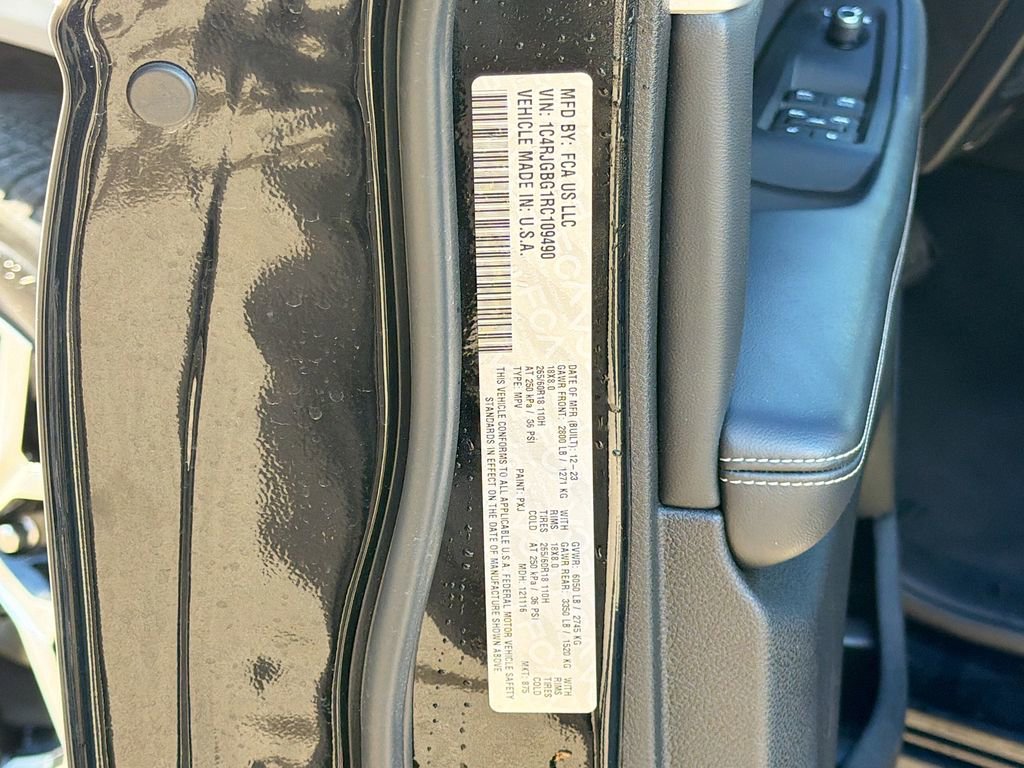 MFD BY: FCA US LLC
VIN: 1C4RJGBG1RC109490
VEHICLE MADE IN: U.S.A.
DATE OF MFR (BUILT): 12-23 GVWR: 6050 LB / 2745 KG
GAWR FRONT: 2800 LB / 1271 KG WITH GAWR REAR: 3350 LB / 1520 KG WITH
18X8.0 RIMS 18X8.0 RIMS
265/60R18 110H TIRES 265/60R18 110H TIRES
AT 250 kPa / 36 PSI COLD AT 250 kPa / 36 PSI COLD
TYPE: MPV PAINT: PXJ MDH: 121116 MKT: 875
THIS VEHICLE CONFORMS TO ALL APPLICABLE U.S.A. FEDERAL MOTOR VEHICLE SAFETY
STANDARDS IN EFFECT ON THE DATE OF MANUFACTURE SHOWN ABOVE